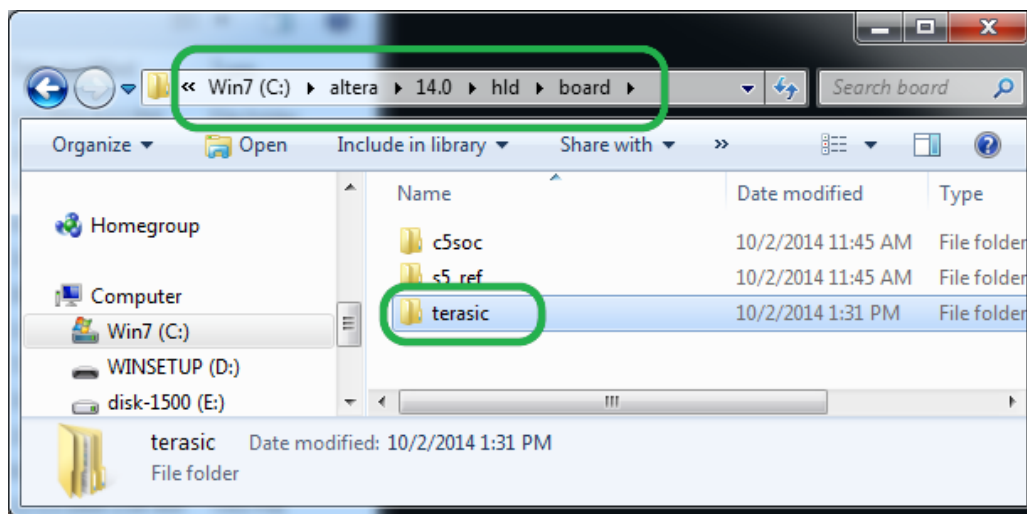 « Win7 (C:) ▸ altera ▸ 14.0 ▸ hld ▸ board ▸ Search board
Organize ▾ Open Include in library ▾ Share with ▾ »
Name Date modified Type
Homegroup
c5soc 10/2/2014 11:45 AM File folder
s5_ref 10/2/2014 11:45 AM File folder
Computer
terasic 10/2/2014 1:31 PM File folder
Win7 (C:)
WINSETUP (D:)
disk-1500 (E:)
terasic Date modified: 10/2/2014 1:31 PM
File folder